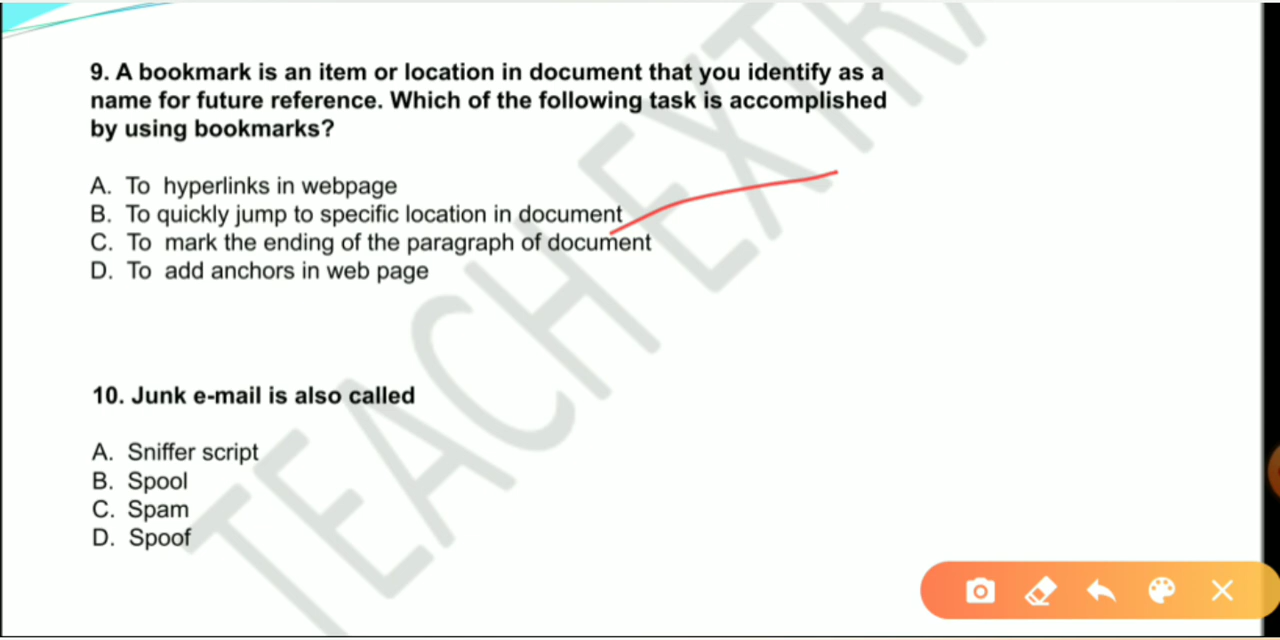 9. A bookmark is an item or location in document that you identify as a
name for future reference. Which of the following task is accomplished
by using bookmarks?
A. To hyperlinks in webpage
B. To quickly jump to specific location in document
C. To mark the ending of the paragraph of document
D. To add anchors in web page
10. Junk e-mail is also called
A. Sniffer script
B. Spool
C. Spam
D. Spoof
TEACH EXTRA